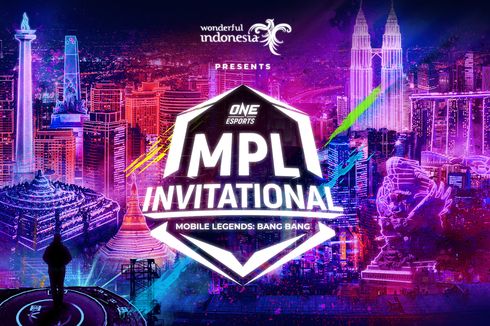 wonderful
indonesia
PRESENTS
ONE
ESPORTS
MPL
INVITATIONAL
MOBILE LEGENDS: BANG BANG